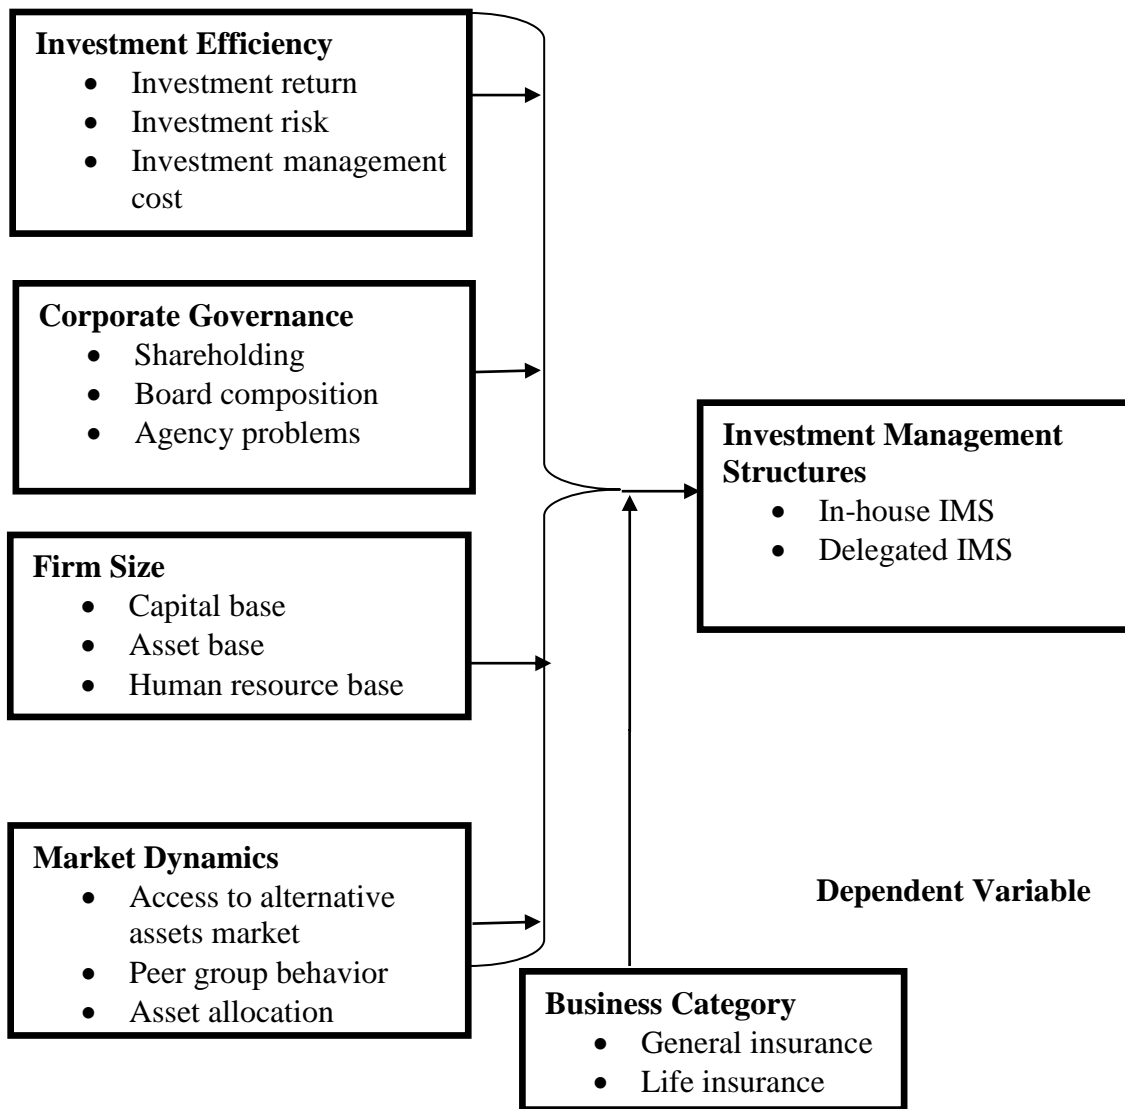 Investment Efficiency
• Investment return
• Investment risk
• Investment management
cost
Corporate Governance
• Shareholding
• Board composition
• Agency problems
Investment Management
Structures
• In-house IMS
• Delegated IMS
Firm Size
• Capital base
• Asset base
• Human resource base
Market Dynamics
• Access to alternative
assets market
• Peer group behavior
• Asset allocation
Dependent Variable
Business Category
• General insurance
• Life insurance